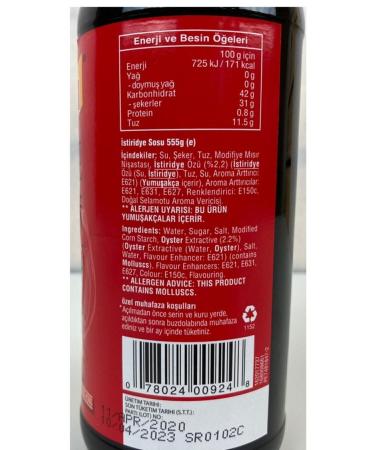 Enerji ve Besin Öğeleri
100 g için
Enerji 725 kJ / 171 kcal
Yağ 0 g
- doymuş yağ 0 g
Karbonhidrat 42 g
- şekerler 31 g
Protein 0.8 g
Tuz 11.5 g
İstiridye Sosu 555g (e)
İçindekiler; Su, Şeker, Tuz, Modifiye Mısır
Nişastası, İstiridye Özü (%2,2) (İstiridye
Özü (Su, İstiridye), Tuz, Su, Aroma Arttırıcı:
E621) (Yumuşakça içerir), Aroma Arttırıcılar:
E621, E631, E627, Renklendirici: E150c,
Doğal Selamotu Aroma Vericisi).
** ALERJEN UYARISI: BU ÜRÜN
YUMUŞAKÇALAR İÇERİR.
Ingredients: Water, Sugar, Salt, Modified
Corn Starch, Oyster Extractive (2.2%)
(Oyster Extractive (Water, Oyster), Salt,
Water, Flavour Enhancer: E621) (contains
Molluscs), Flavour Enhancers: E621, E631,
E627, Colour: E150c, Flavouring.
** ALLERGEN ADVICE: THIS PRODUCT
CONTAINS MOLLUSCS.
özel muhafaza koşulları
*Açılmadan önce serin ve kuru yerde,
açıldıktan sonra buzdolabında muhafaza
ediniz ve bir ay içinde tüketiniz.
1152
0 78024 00924 8
ÜRETİM TARİHİ:
SON TÜKETİM TARİHİ (S.T.T.):
PARTİ (LOT) NO:
11/APR/2020
10/04/2023 SR0102C